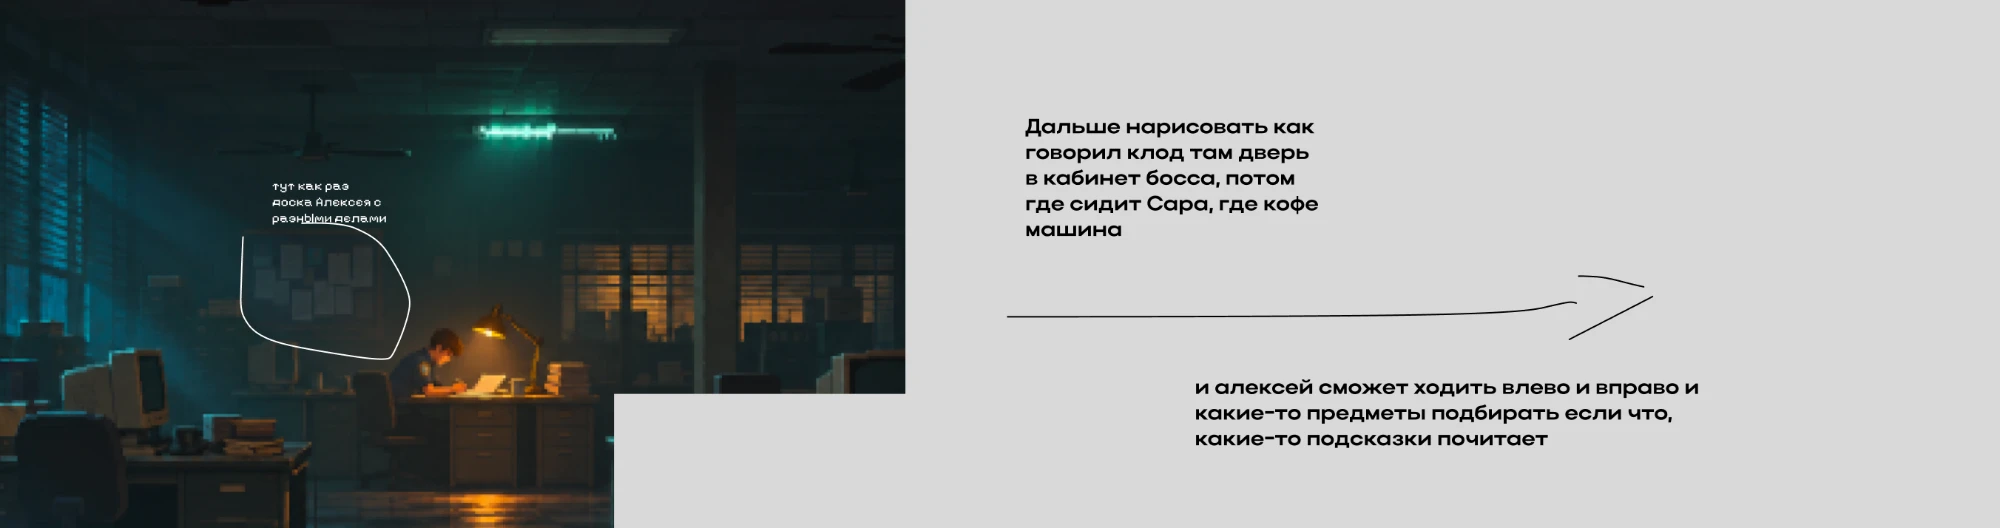 тут как раз
доска Алексея с
разными делами
Дальше нарисовать как
говорил клод там дверь
в кабинет босса, потом
где сидит Сара, где кофе
машина
и алексей сможет ходить влево и вправо и
какие-то предметы подбирать если что,
какие-то подсказки почитает